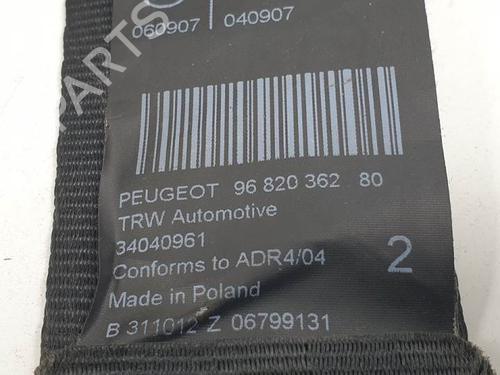 060907 040907
PEUGEOT 96 820 362 80
TRW Automotive
34040961
Conforms to ADR4/04 2
Made in Poland
B 311012 Z 06799131
PARTS